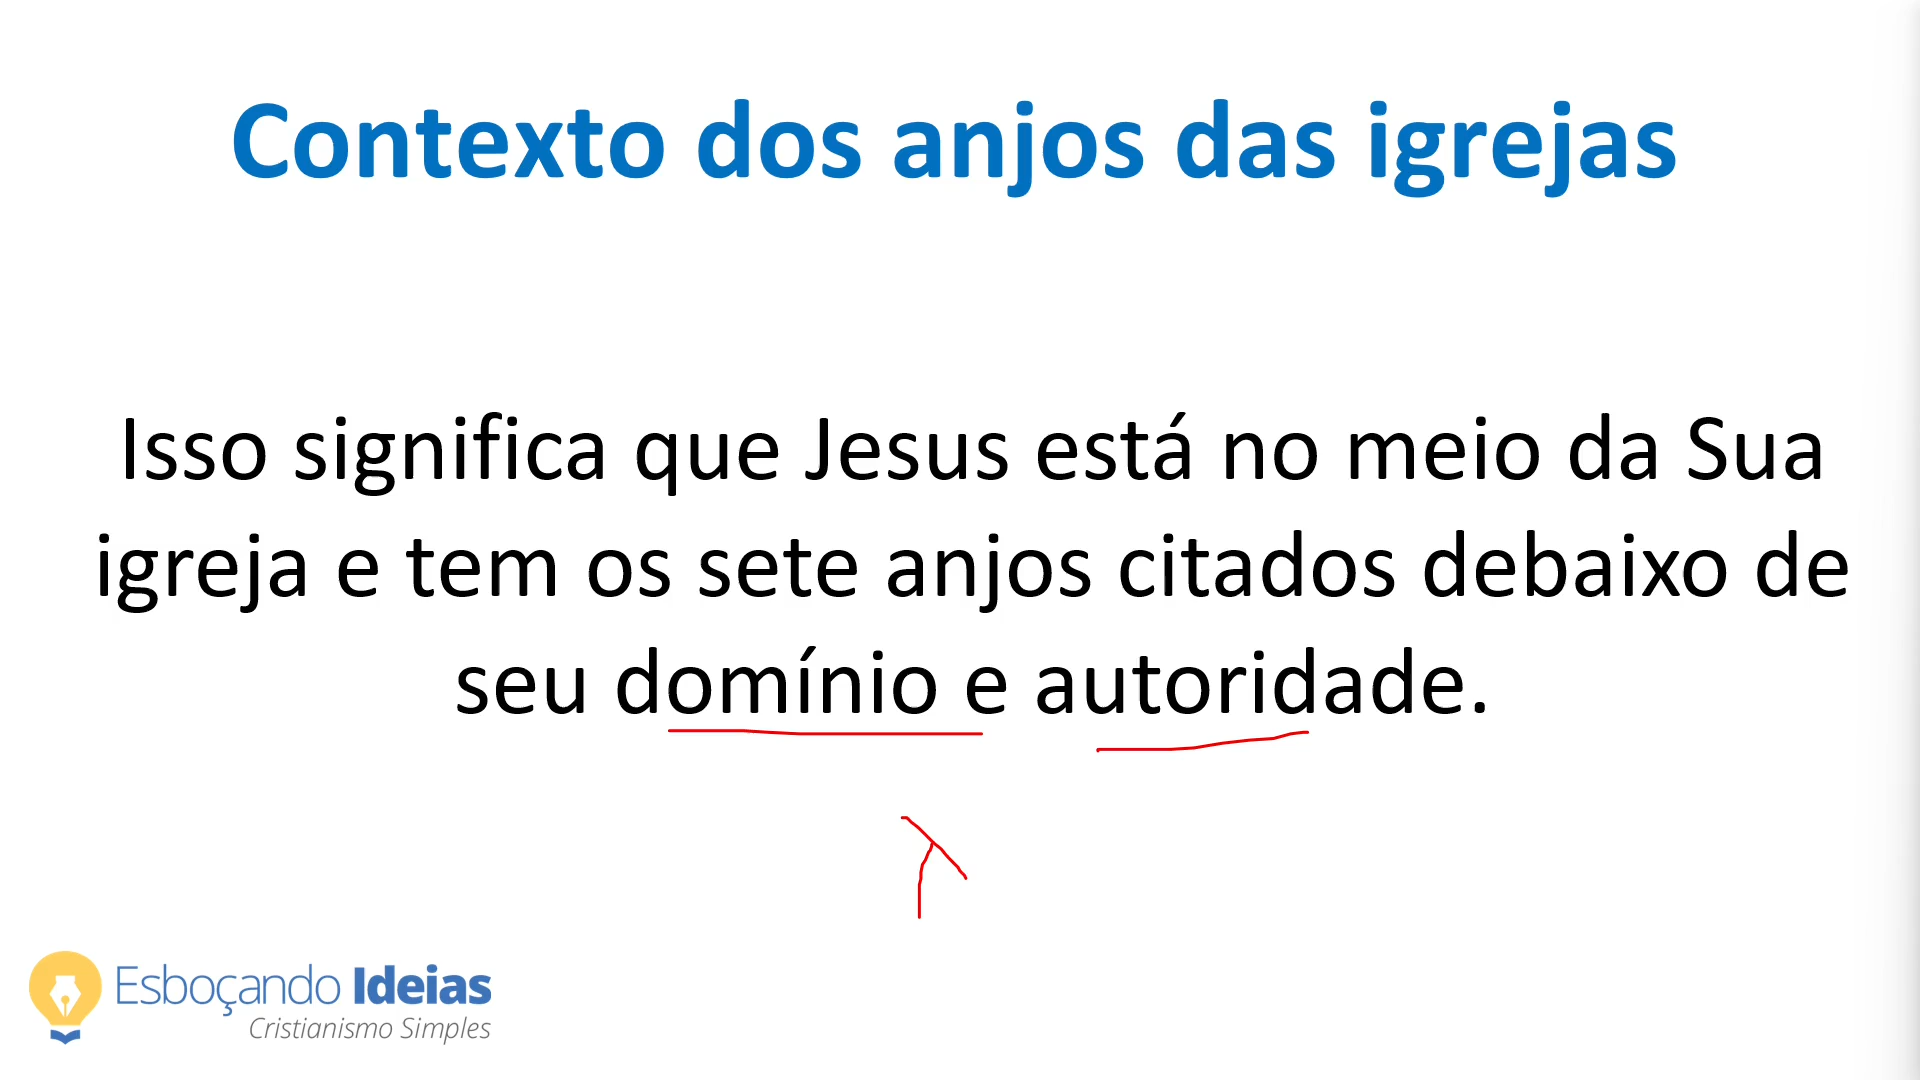 Contexto dos anjos das igrejas
Isso significa que Jesus está no meio da Sua
igreja e tem os sete anjos citados debaixo de
seu domínio e autoridade.
Esboçando Ideias
Cristianismo Simples